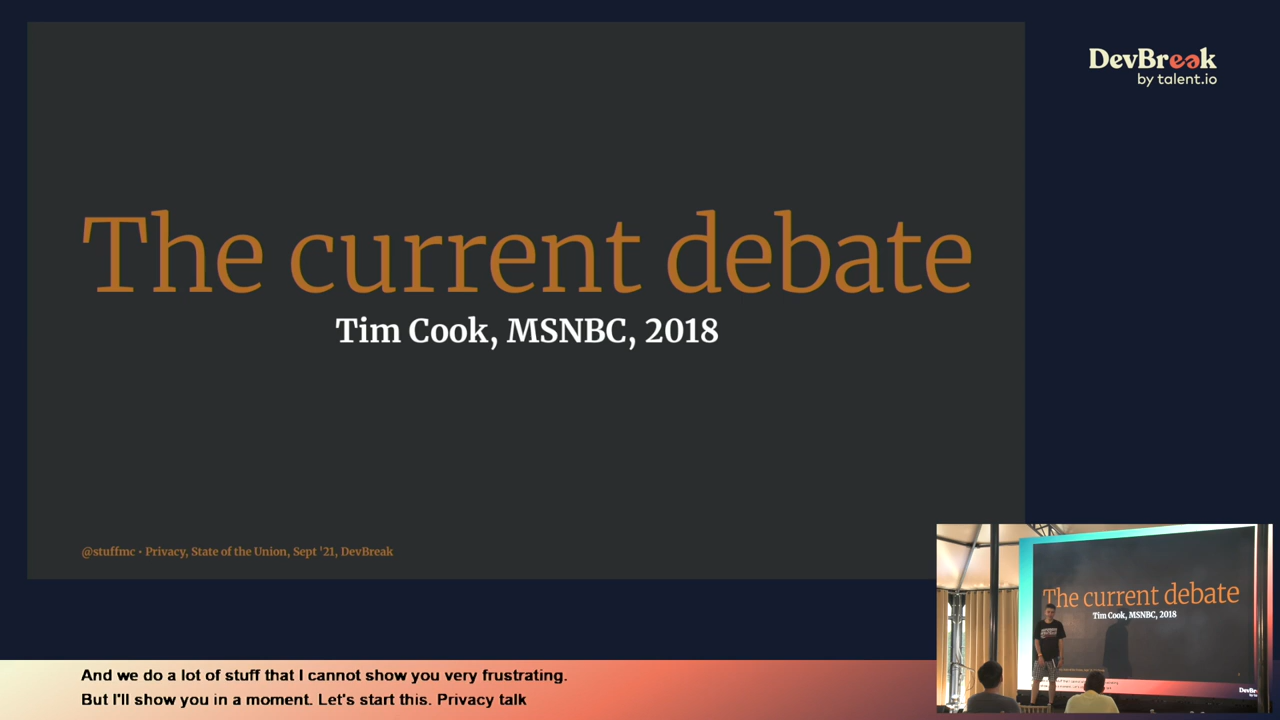 DevBreak
by talent.io
The current debate
Tim Cook, MSNBC, 2018
@stuffmc • Privacy, State of the Union, Sept '21, DevBreak
The current debate
Tim Cook, MSNBC, 2018
And we do a lot of stuff that I cannot show you very frustrating.
But I'll show you in a moment. Let's start this. Privacy talk